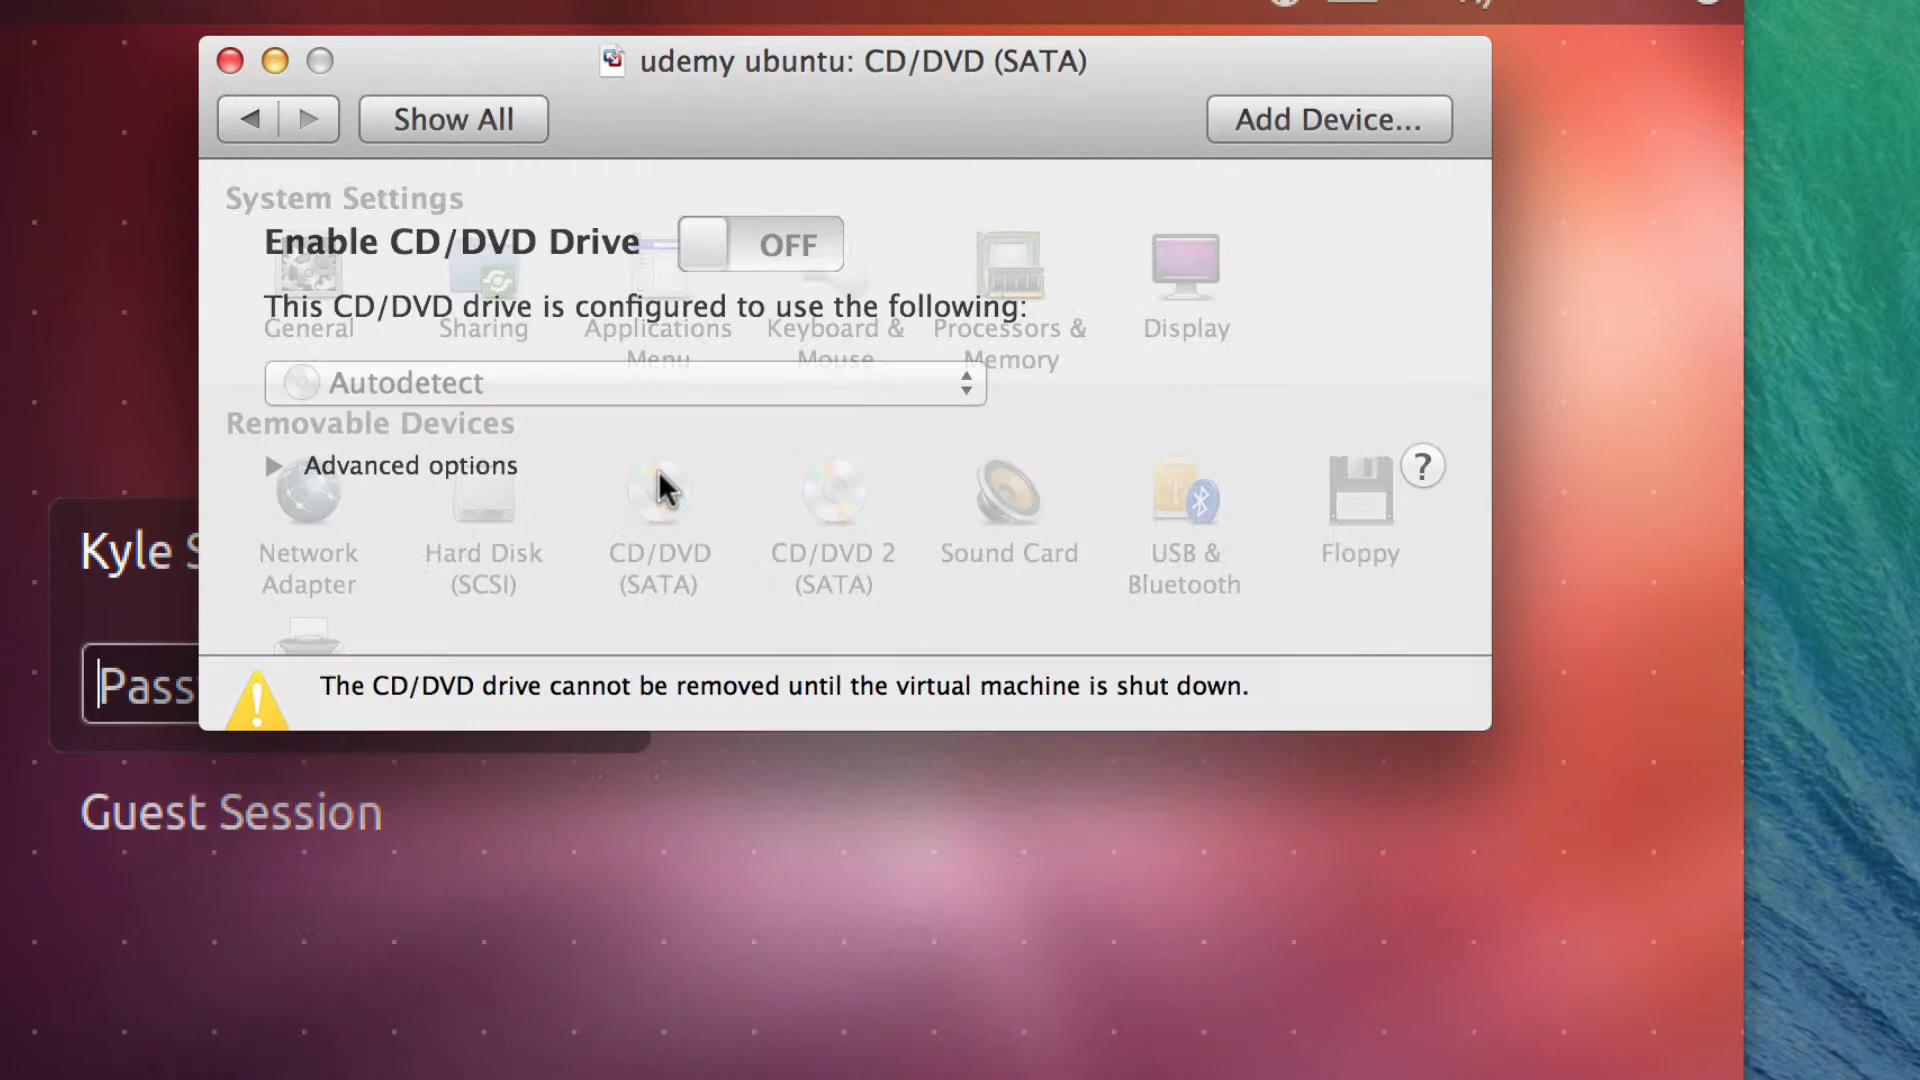 udemy ubuntu: CD/DVD (SATA)
Show All
Add Device...
System Settings
Enable CD/DVD Drive
OFF
This CD/DVD drive is configured to use the following:
General
Sharing
Applications
Menu
Keyboard &
Mouse
Processors &
Memory
Display
Autodetect
Removable Devices
Advanced options
?
Network
Adapter
Hard Disk
(SCSI)
CD/DVD
(SATA)
CD/DVD 2
(SATA)
Sound Card
USB &
Bluetooth
Floppy
Kyle S
Pass
The CD/DVD drive cannot be removed until the virtual machine is shut down.
Guest Session